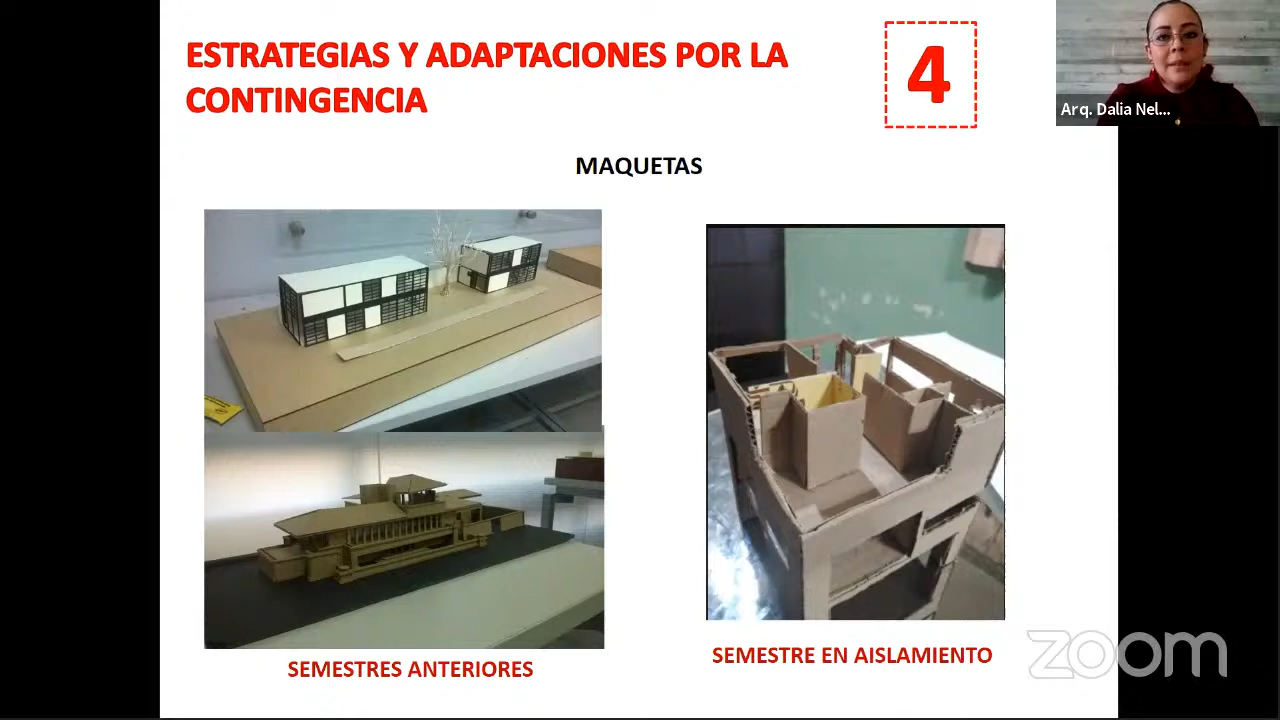 ESTRATEGIAS Y ADAPTACIONES POR LA
CONTINGENCIA
4
Arq. Dalia Nel...
MAQUETAS
SEMESTRES ANTERIORES
SEMESTRE EN AISLAMIENTO
zoom